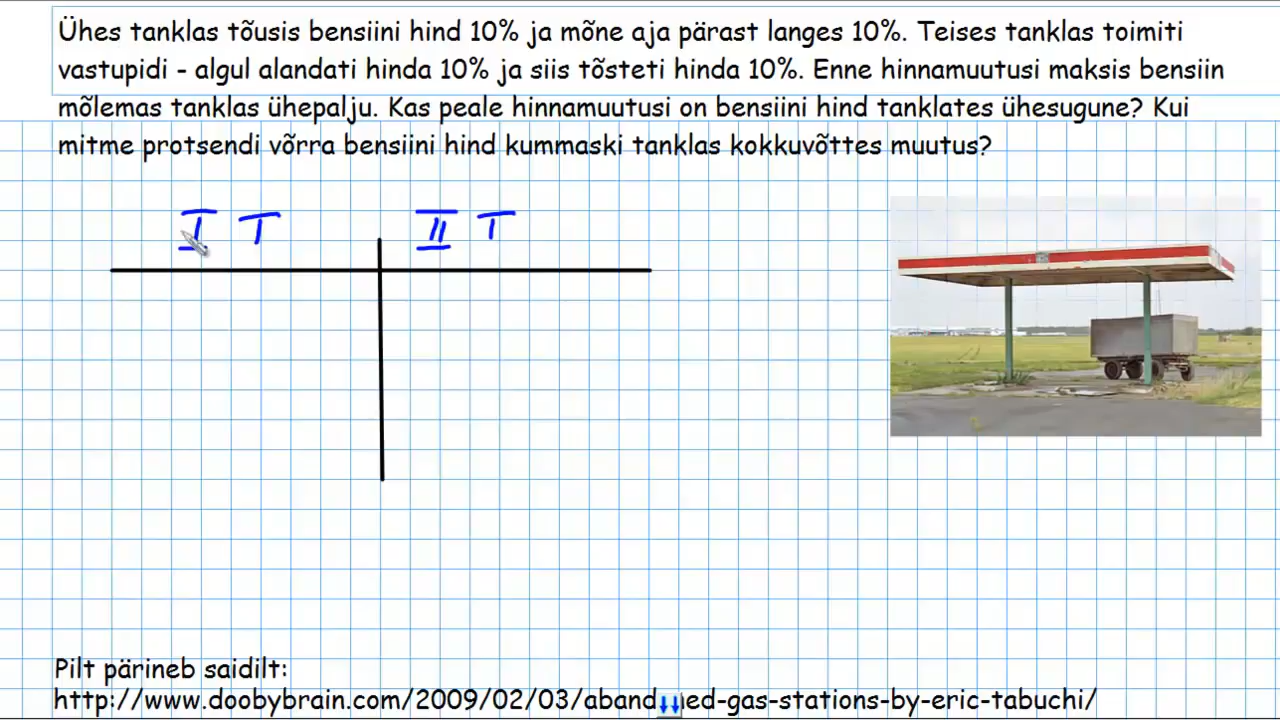 Ühes tanklas tõusis bensiini hind 10% ja mõne aja pärast langes 10%. Teises tanklas toimiti
vastupidi - algul alandati hinda 10% ja siis tõsteti hinda 10%. Enne hinnamuutusi maksis bensiin
mõlemas tanklas ühepalju. Kas peale hinnamuutusi on bensiini hind tanklates ühesugune? Kui
mitme protsendi võrra bensiini hind kummaski tanklas kokkuvõttes muutus?
I T II T
Pilt pärineb saidilt:
http://www.doobybrain.com/2009/02/03/aband ned-gas-stations-by-eric-tabuchi/